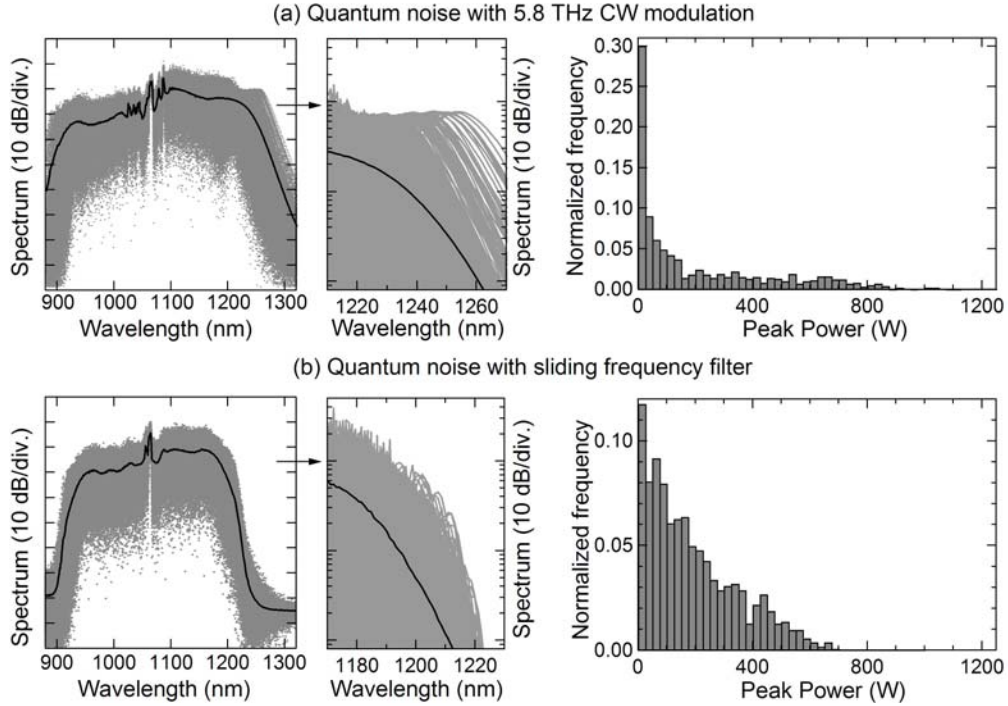 (a) Quantum noise with 5.8 THz CW modulation
Spectrum (10 dB/div.)
900 1000 1100 1200 1300
Wavelength (nm)
Spectrum (10 dB/div.)
1220 1240 1260
Wavelength (nm)
Normalized frequency
0.30
0.25
0.20
0.15
0.10
0.05
0.00
0 400 800 1200
Peak Power (W)
(b) Quantum noise with sliding frequency filter
Spectrum (10 dB/div.)
900 1000 1100 1200 1300
Wavelength (nm)
Spectrum (10 dB/div.)
1170 1200 1220
Wavelength (nm)
Normalized frequency
0.10
0.05
0.00
0 400 800 1200
Peak Power (W)